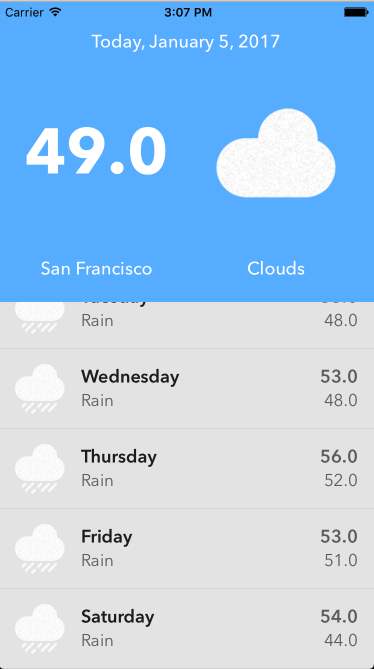 Carrier 3:07 PM
Today, January 5, 2017
49.0
San Francisco Clouds
Tuesday
Rain 48.0
Wednesday 53.0
Rain 48.0
Thursday 56.0
Rain 52.0
Friday 53.0
Rain 51.0
Saturday 54.0
Rain 44.0